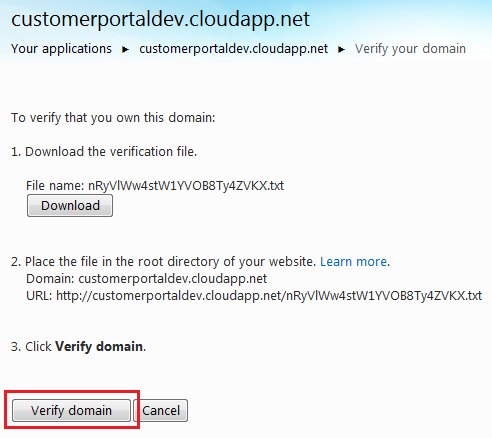 customerportaldev.cloudapp.net
Your applications ▸ customerportaldev.cloudapp.net ▸ Verify your domain
To verify that you own this domain:
1. Download the verification file.
File name: nRyVlWw4stW1YVOB8Ty4ZVKX.txt
Download
2. Place the file in the root directory of your website. Learn more.
Domain: customerportaldev.cloudapp.net
URL: http://customerportaldev.cloudapp.net/nRyVlWw4stW1YVOB8Ty4ZVKX.txt
3. Click Verify domain.
Verify domain Cancel